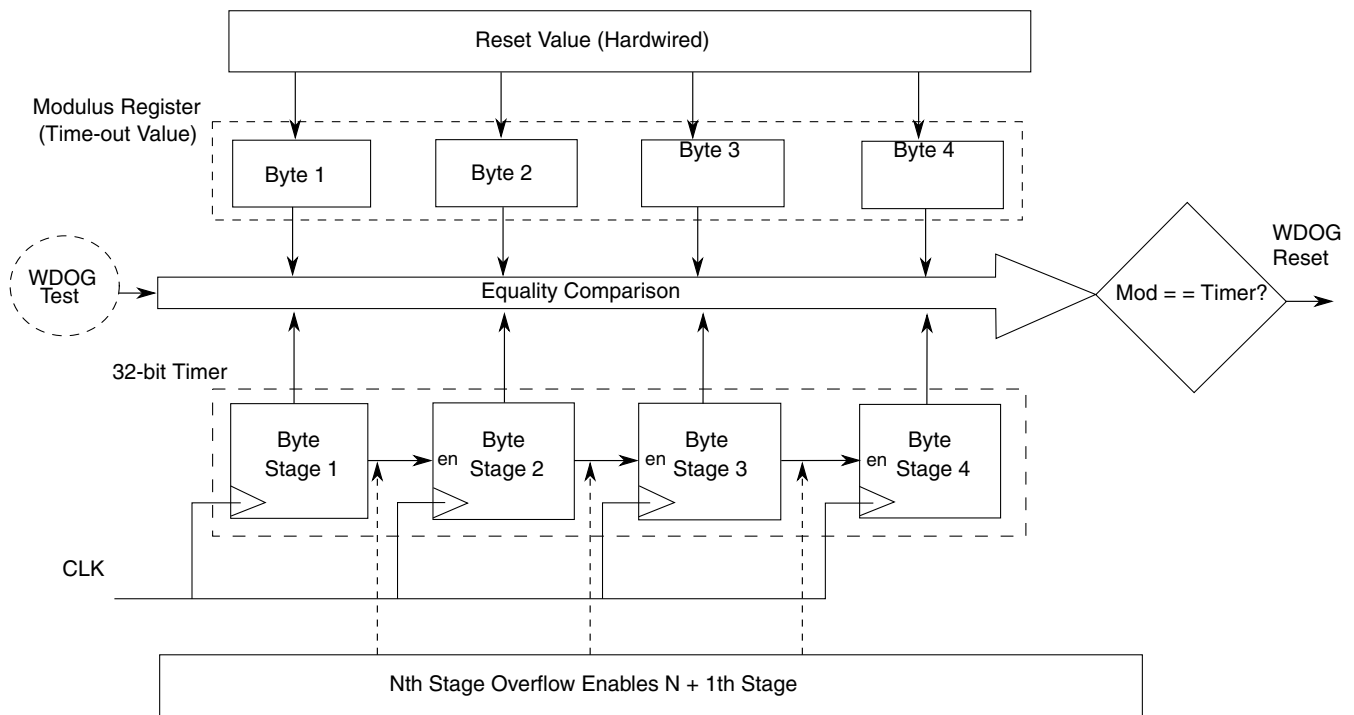 Reset Value (Hardwired)
Modulus Register
(Time-out Value)
Byte 1
Byte 2
Byte 3
Byte 4
WDOG
Test
Equality Comparison
Mod = = Timer?
WDOG
Reset
32-bit Timer
Byte
Stage 1
en
Byte
Stage 2
en
Byte
Stage 3
en
Byte
Stage 4
CLK
Nth Stage Overflow Enables N + 1th Stage